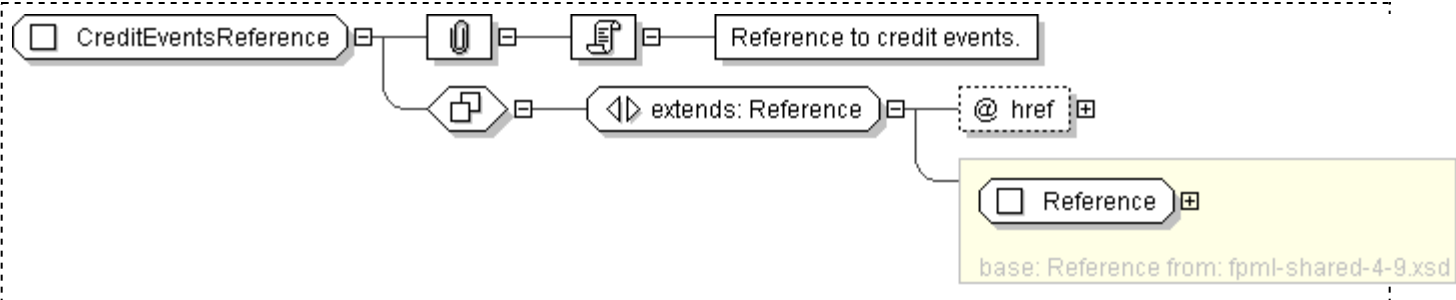 CreditEventsReference
Reference to credit events.
extends: Reference
@ href
Reference
base: Reference from: fpml-shared-4-9.xsd